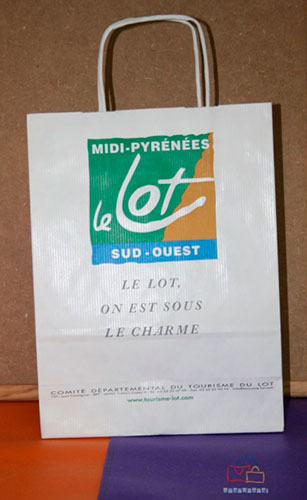 MIDI-PYRÉNÉES
le Lot
SUD-OUEST
LE LOT,
ON EST SOUS
LE CHARME
COMITÉ DÉPARTEMENTAL DU TOURISME DU LOT
www.tourisme-lot.com